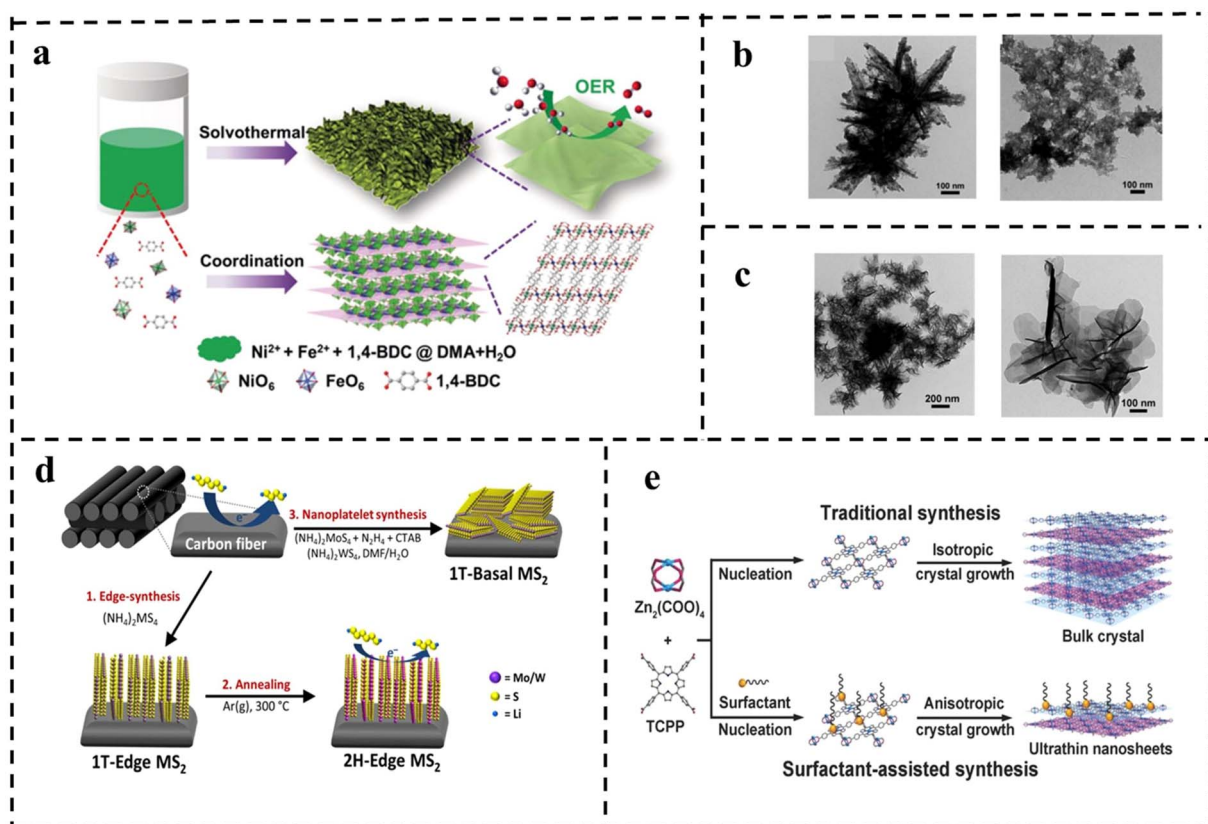 a
OER
Solvothermal
Coordination
Ni²⁺ + Fe²⁺ + 1,4-BDC @ DMA+H₂O
NiO₆ FeO₆ 1,4-BDC
b
100 nm
100 nm
c
200 nm
100 nm
d
e⁻
Carbon fiber
3. Nanoplatelet synthesis
(NH₄)₂MoS₄ + N₂H₄ + CTAB
(NH₄)₂WS₄, DMF/H₂O
1T-Basal MS₂
1. Edge-synthesis
(NH₄)₂MS₄
e⁻
2. Annealing
Ar(g), 300 °C
= Mo/W
= S
= Li
1T-Edge MS₂
2H-Edge MS₂
e
Traditional synthesis
Zn₂(COO)₄
+
TCPP
Nucleation
Isotropic
crystal growth
Bulk crystal
Surfactant
Nucleation
Anisotropic
crystal growth
Ultrathin nanosheets
Surfactant-assisted synthesis